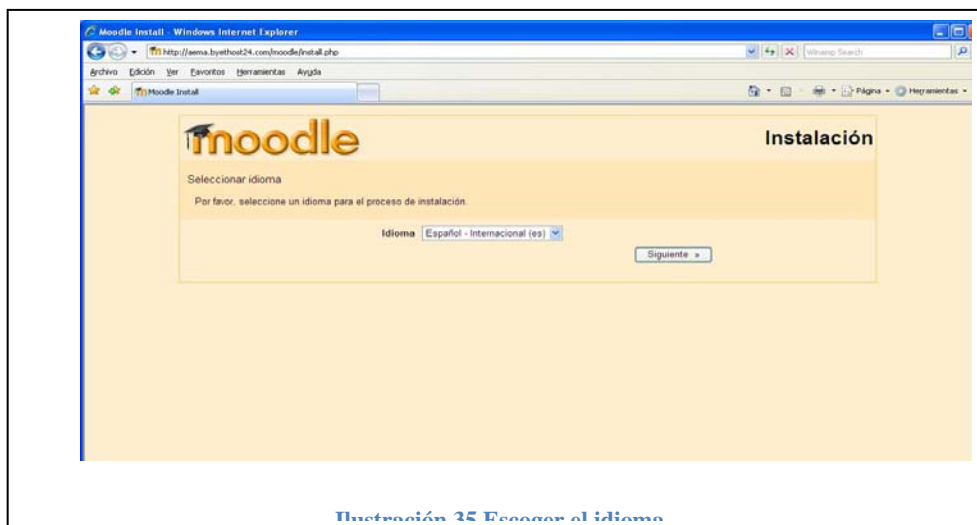 Moodle Install - Windows Internet Explorer
http://aema.byethost24.com/moodle/install.php
Winamp Search
Archivo Edición Ver Favoritos Herramientas Ayuda
Moodle Install
Página
Herramientas
moodle
Instalación
Seleccionar idioma
Por favor, seleccione un idioma para el proceso de instalación.
Idioma Español - Internacional (es)
Siguiente »
Ilustración 35 Escoger el idioma